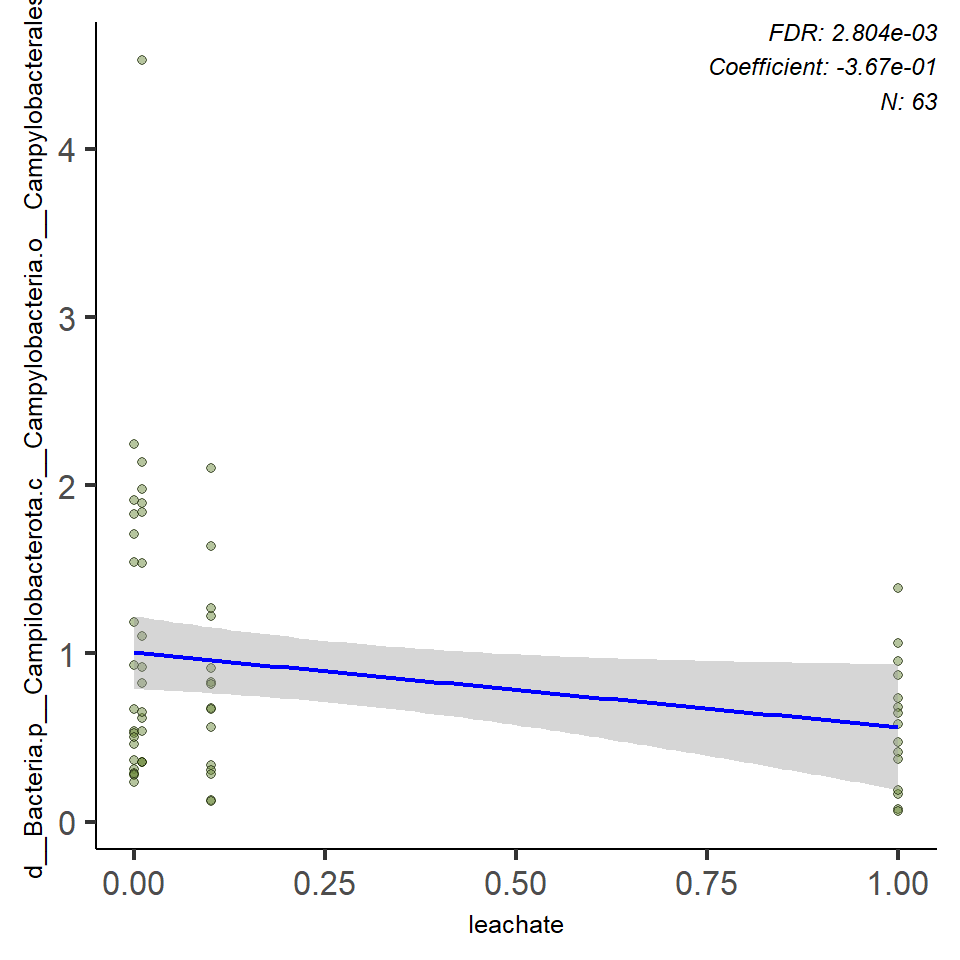 FDR: 2.804e-03
Coefficient: -3.67e-01
N: 63
d__Bacteria.p__Campilobacterota.c__Campylobacteria.o__Campylobacterales
4
3
2
1
0
0.00 0.25 0.50 0.75 1.00
leachate